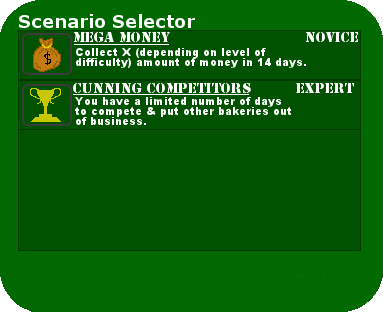 Scenario Selector
MEGA MONEY NOVICE
Collect X (depending on level of
difficulty) amount of money in 14 days.
CUNNING COMPETITORS EXPERT
You have a limited number of days
to compete & put other bakeries out
of business.